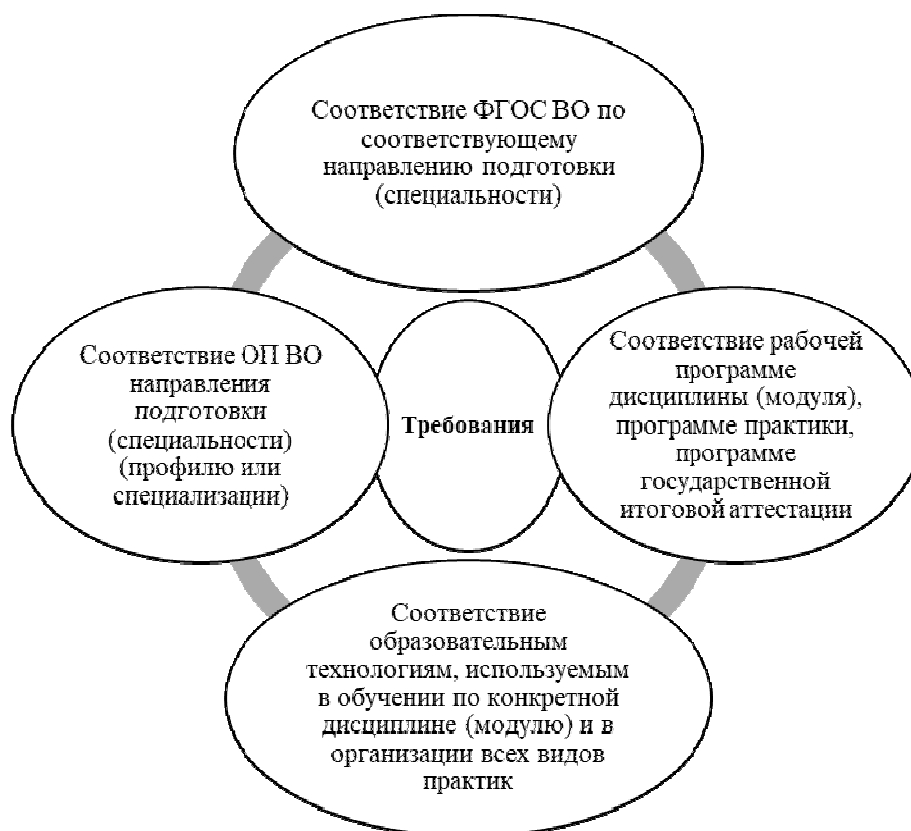 Соответствие ФГОС ВО по
соответствующему
направлению подготовки
(специальности)
Соответствие ОП ВО
направления
подготовки
(специальности)
(профилю или
специализации)
Требования
Соответствие рабочей
программе
дисциплины (модуля),
программе практики,
программе
государственной
итоговой аттестации
Соответствие
образовательным
технологиям, используемым
в обучении по конкретной
дисциплине (модулю) и в
организации всех видов
практик